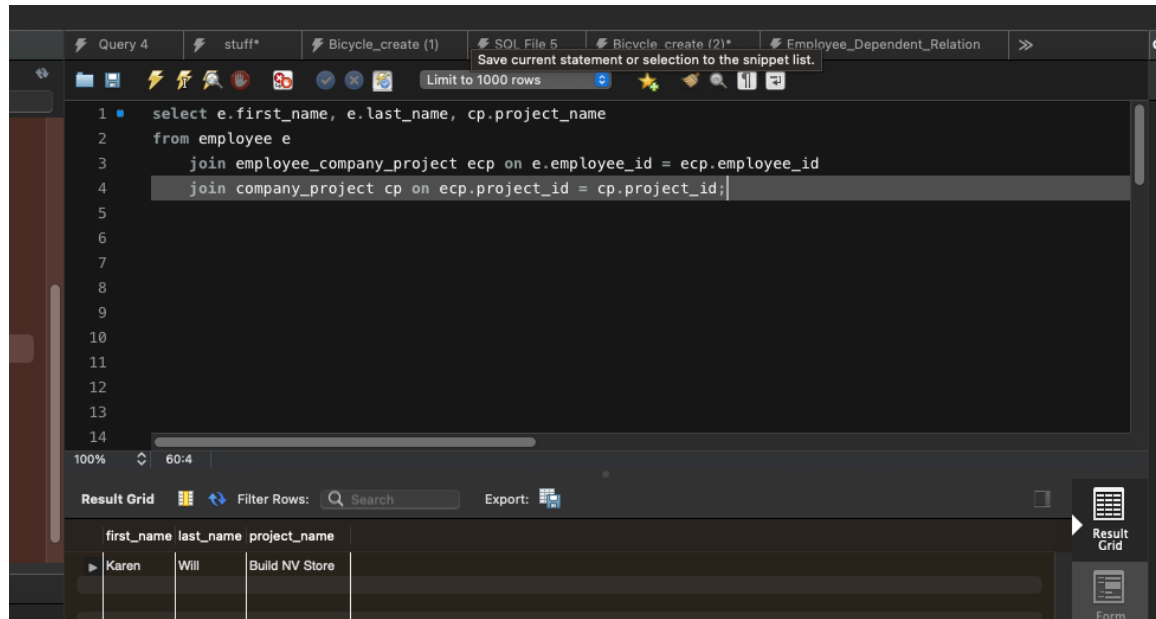 Query 4
stuff*
Bicycle_create (1)
SQL File 5
Bicycle_create (2)*
Employee_Dependent_Relation
Save current statement or selection to the snippet list.
Limit to 1000 rows
1 select e.first_name, e.last_name, cp.project_name
2 from employee e
3 join employee_company_project ecp on e.employee_id = ecp.employee_id
4 join company_project cp on ecp.project_id = cp.project_id;
5
6
7
8
9
10
11
12
13
14
100% 60:4
Result Grid Filter Rows: Search Export:
first_name last_name project_name
Karen Will Build NV Store
Result
Grid
Form